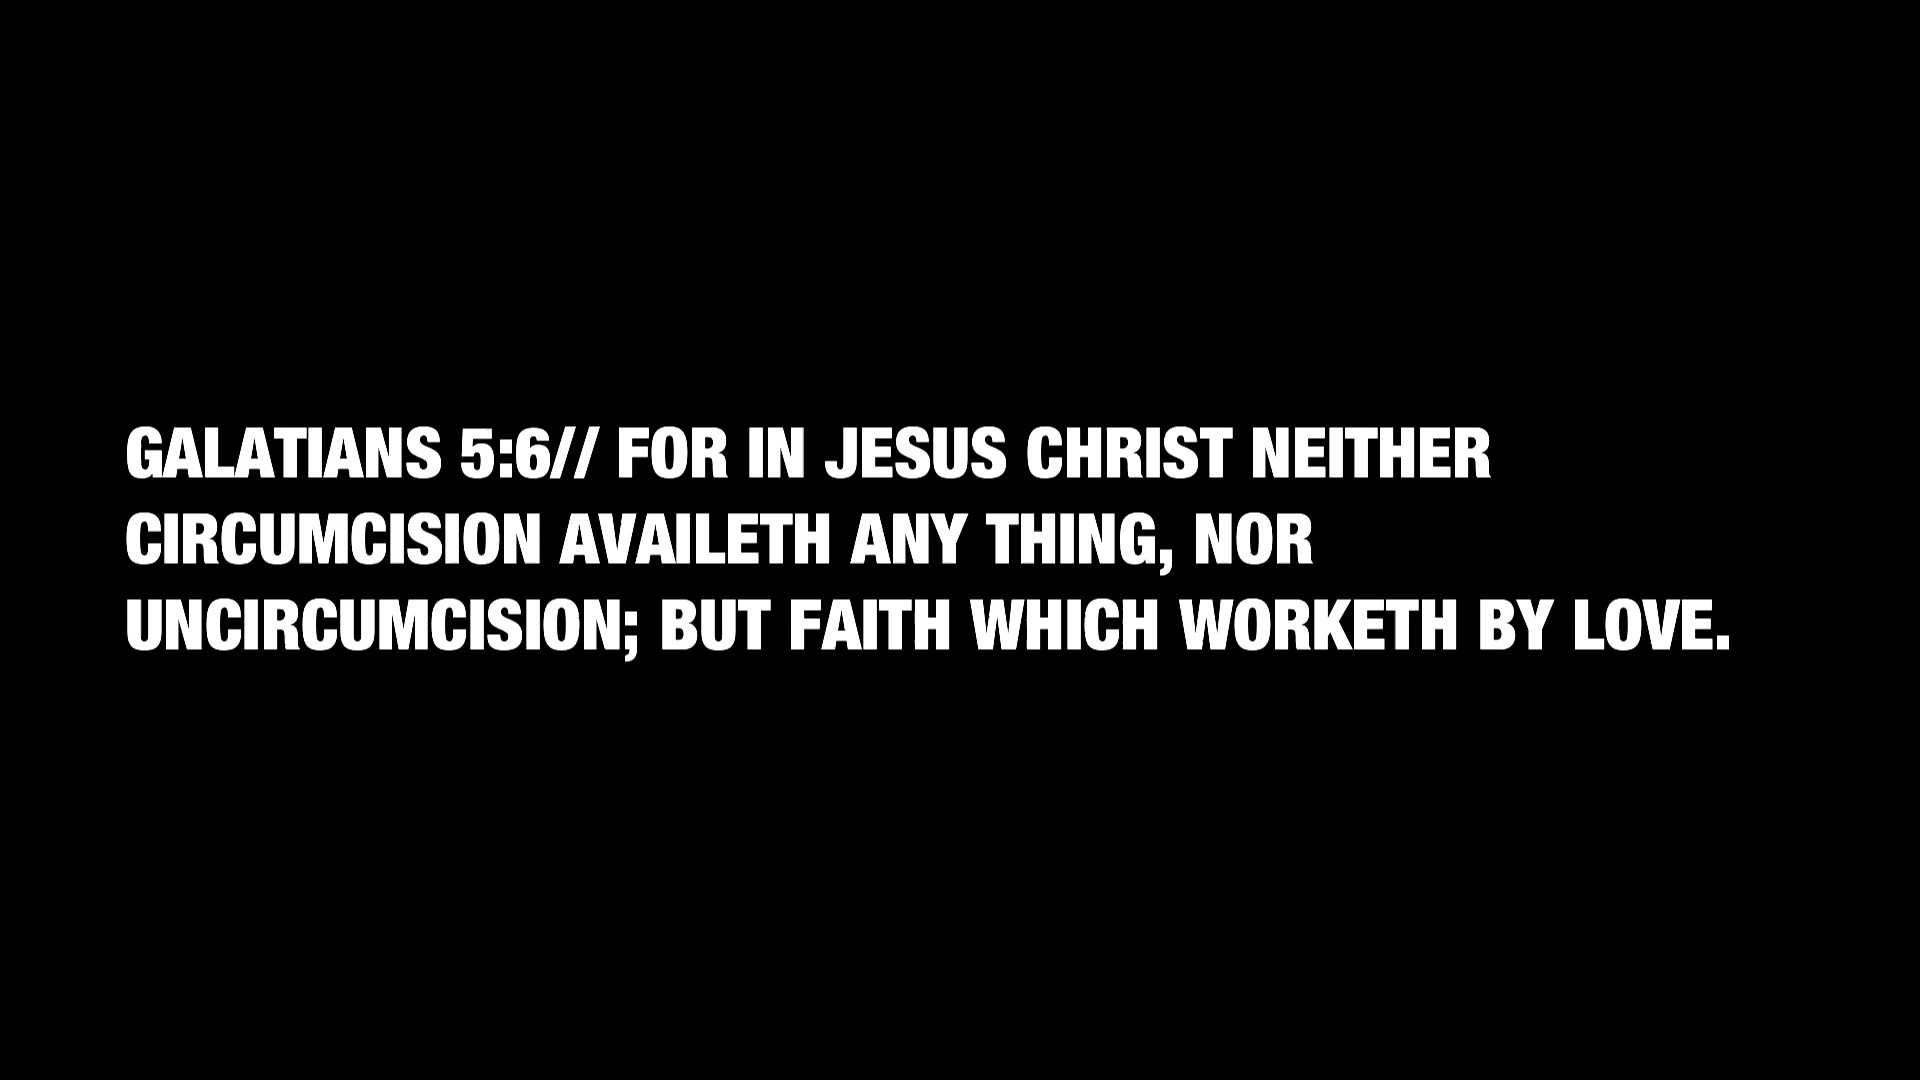 GALATIANS 5:6// FOR IN JESUS CHRIST NEITHER
CIRCUMCISION AVAILETH ANY THING, NOR
UNCIRCUMCISION; BUT FAITH WHICH WORKETH BY LOVE.